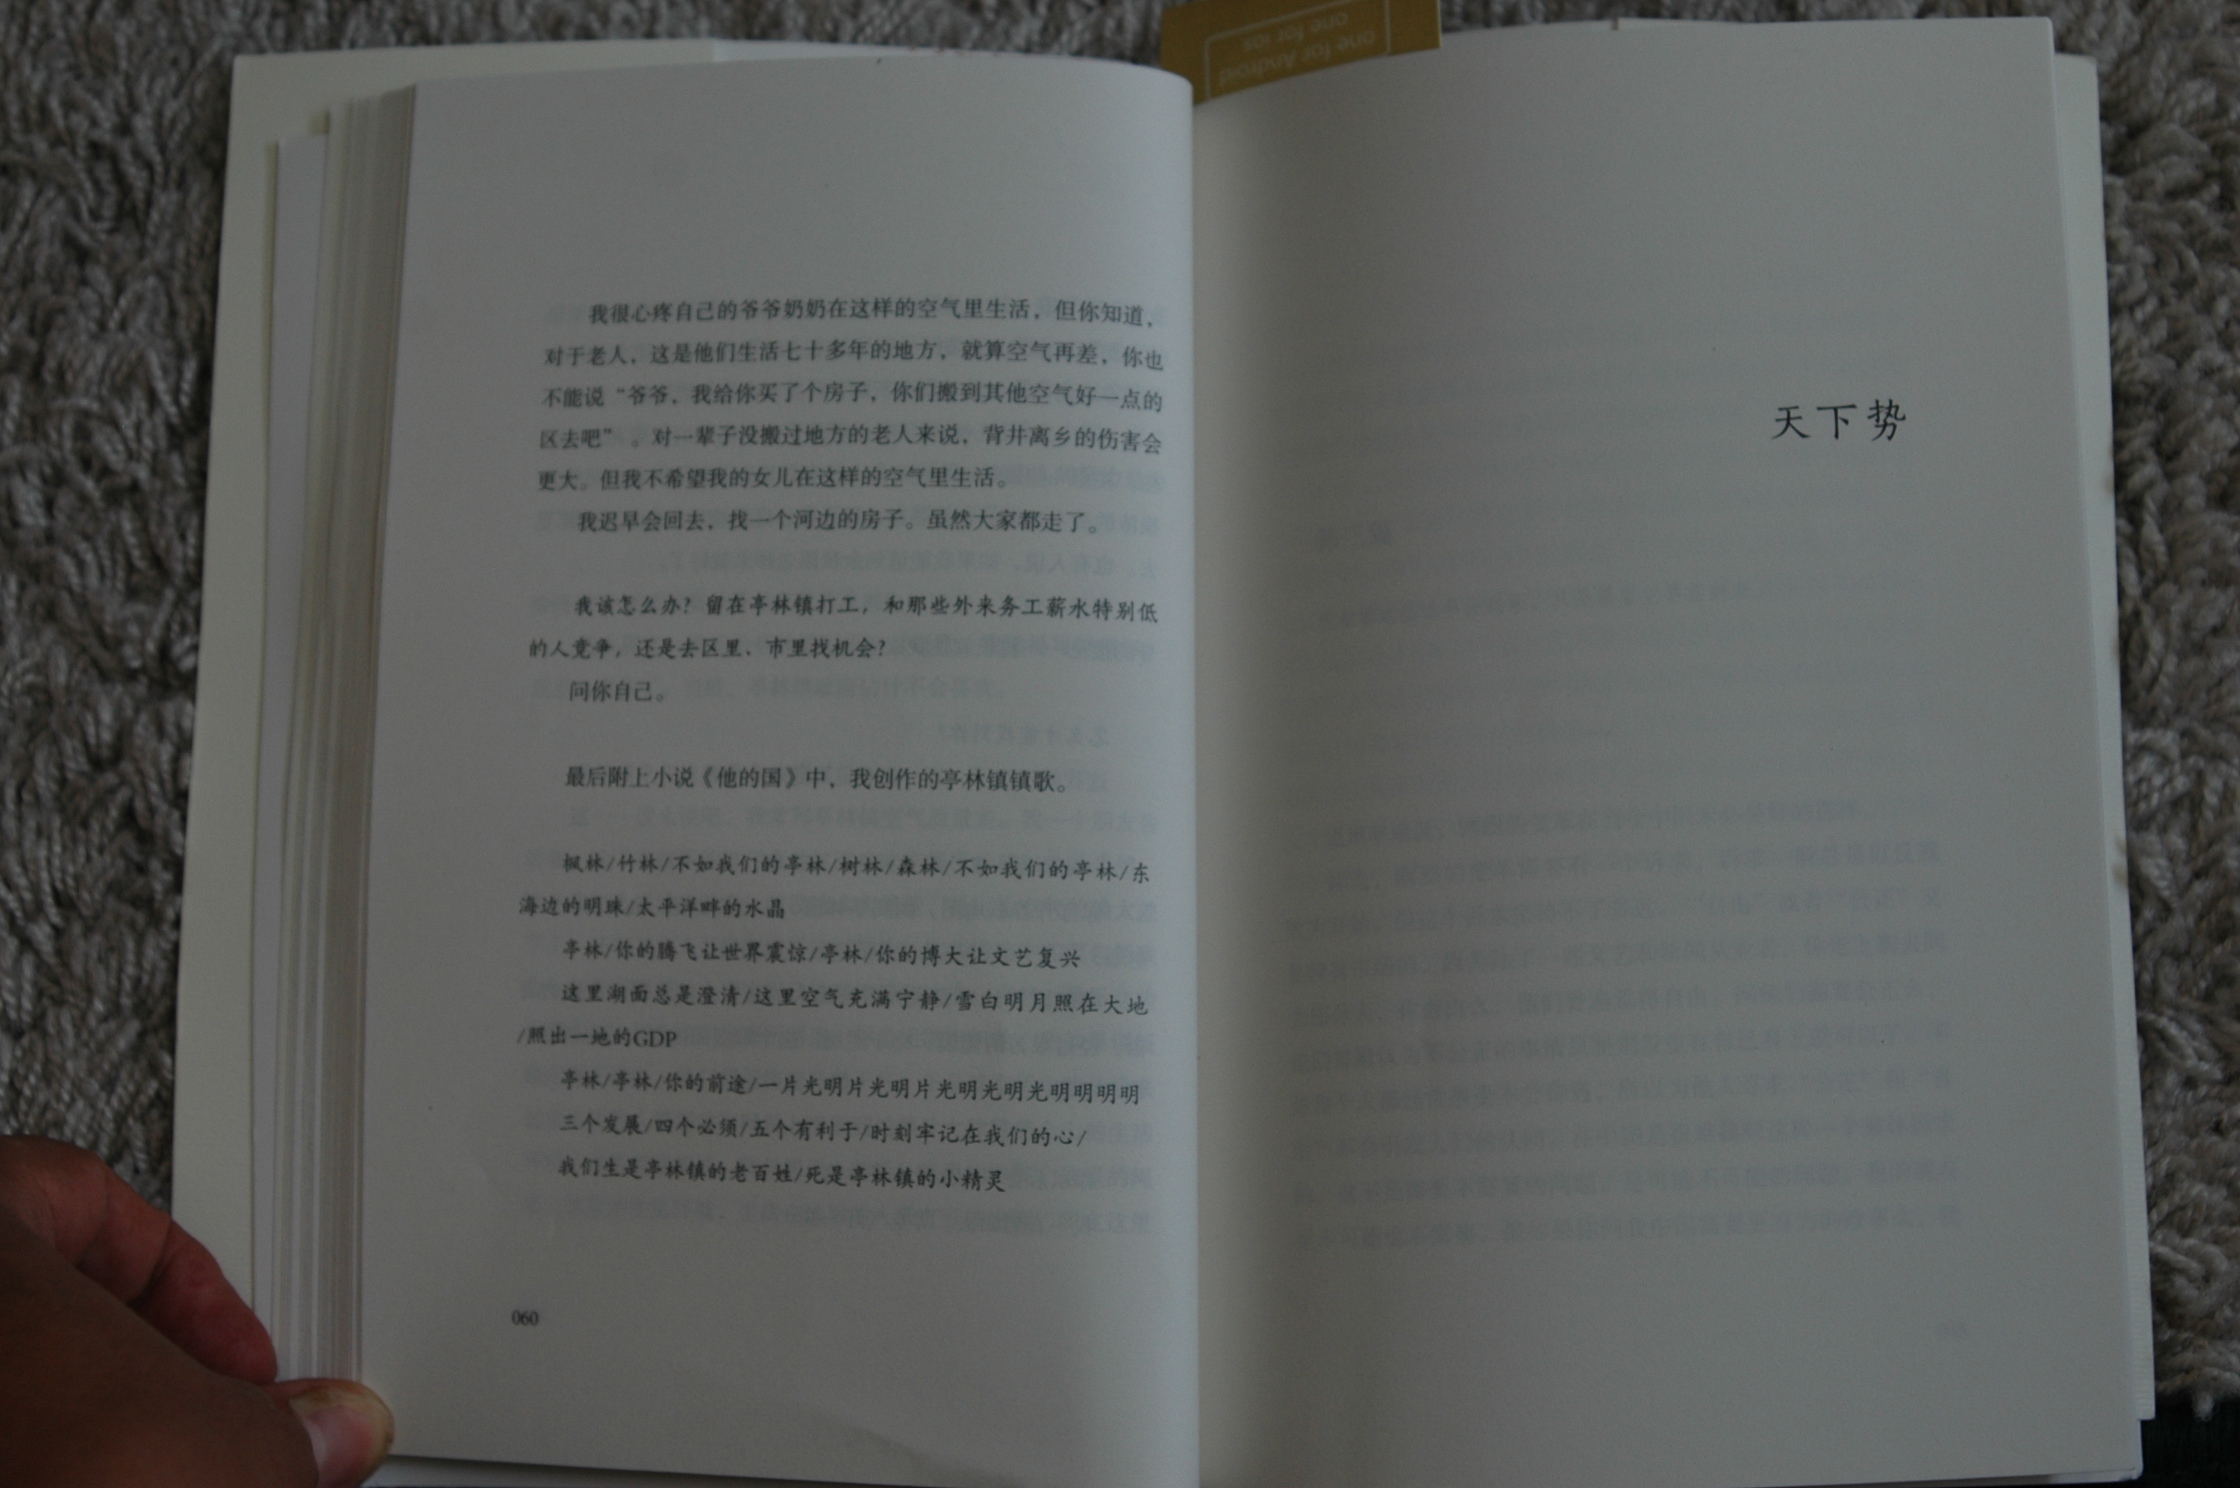 one for Android
one for ios
我很心疼自己的爷爷奶奶在这样的空气里生活，但你知道，
对于老人，这是他们生活七十多年的地方，就算空气再差，你也
不能说“爷爷，我给你买了个房子，你们搬到其他空气好一点的
区去吧”。对一辈子没搬过地方的老人来说，背井离乡的伤害会
更大。但我不希望我的女儿在这样的空气里生活。
我迟早会回去，找一个河边的房子。虽然大家都走了。
我该怎么办？留在亭林镇打工，和那些外来务工薪水特别低
的人竞争，还是去区里、市里找机会？
问你自己。
最后附上小说《他的国》中，我创作的亭林镇镇歌。
枫林/竹林/不如我们的亭林/树林/森林/不如我们的亭林/东
海边的明珠/太平洋畔的水晶
亭林/你的腾飞让世界震惊/亭林/你的博大让文艺复兴
这里湖面总是澄清/这里空气充满宁静/雪白明月照在大地
/照出一地的GDP
亭林/亭林/你的前途/一片光明片光明片光明光明光明明明明
三个发展/四个必须/五个有利于/时刻牢记在我们的心/
我们生是亭林镇的老百姓/死是亭林镇的小精灵
060
天下势